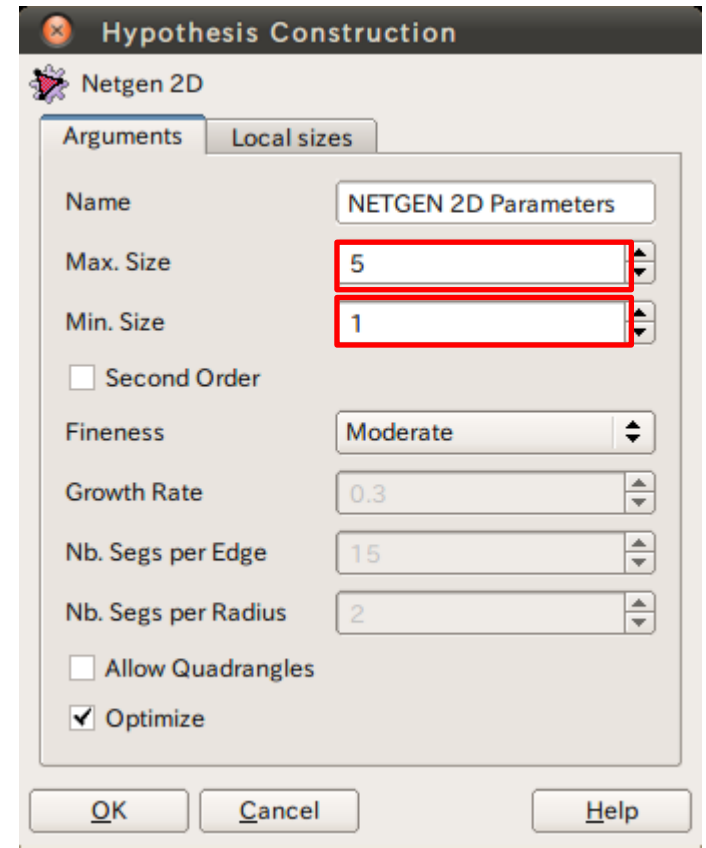 Hypothesis Construction
Netgen 2D
Arguments Local sizes
Name NETGEN 2D Parameters
Max. Size 5
Min. Size 1
Second Order
Fineness Moderate
Growth Rate 0.3
Nb. Segs per Edge 15
Nb. Segs per Radius 2
Allow Quadrangles
Optimize
OK Cancel Help